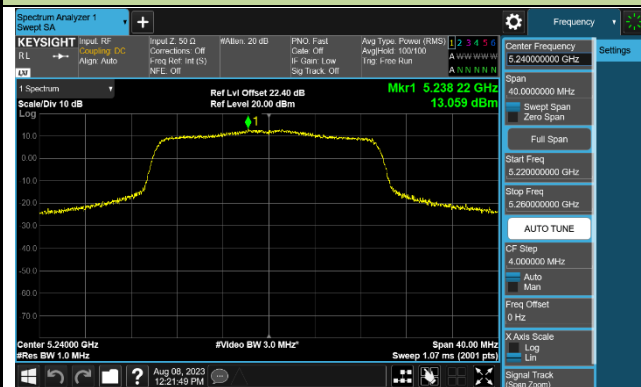 Spectrum Analyzer 1
Swept SA
Frequency
KEYSIGHT
RL
Input: RF
Coupling: DC
Align: Auto
Input Z: 50 Ω
Corrections: Off
Freq Ref: Int (S)
NFE: Off
#Atten: 20 dB
PNO: Fast
Gate: Off
IF Gain: Low
Sig Track: Off
Avg Type: Power (RMS)
Avg|Hold: 100/100
Trig: Free Run
1 2 3 4 5 6
A W W W W W
A N N N N N
LXI
1 Spectrum
Scale/Div 10 dB
Log
Ref Lvl Offset 22.40 dB
Ref Level 20.00 dBm
Mkr1 5.238 22 GHz
13.059 dBm
1
10.0
0.00
-10.0
-20.0
-30.0
-40.0
-50.0
-60.0
-70.0
Center 5.24000 GHz
#Res BW 1.0 MHz
#Video BW 3.0 MHz*
Span 40.00 MHz
Sweep 1.07 ms (2001 pts)
Aug 08, 2023
12:21:49 PM
Settings
Center Frequency
5.240000000 GHz
Span
40.0000000 MHz
Swept Span
Zero Span
Full Span
Start Freq
5.220000000 GHz
Stop Freq
5.260000000 GHz
AUTO TUNE
CF Step
4.000000 MHz
Auto
Man
Freq Offset
0 Hz
X Axis Scale
Log
Lin
Signal Track
(Span Zoom)